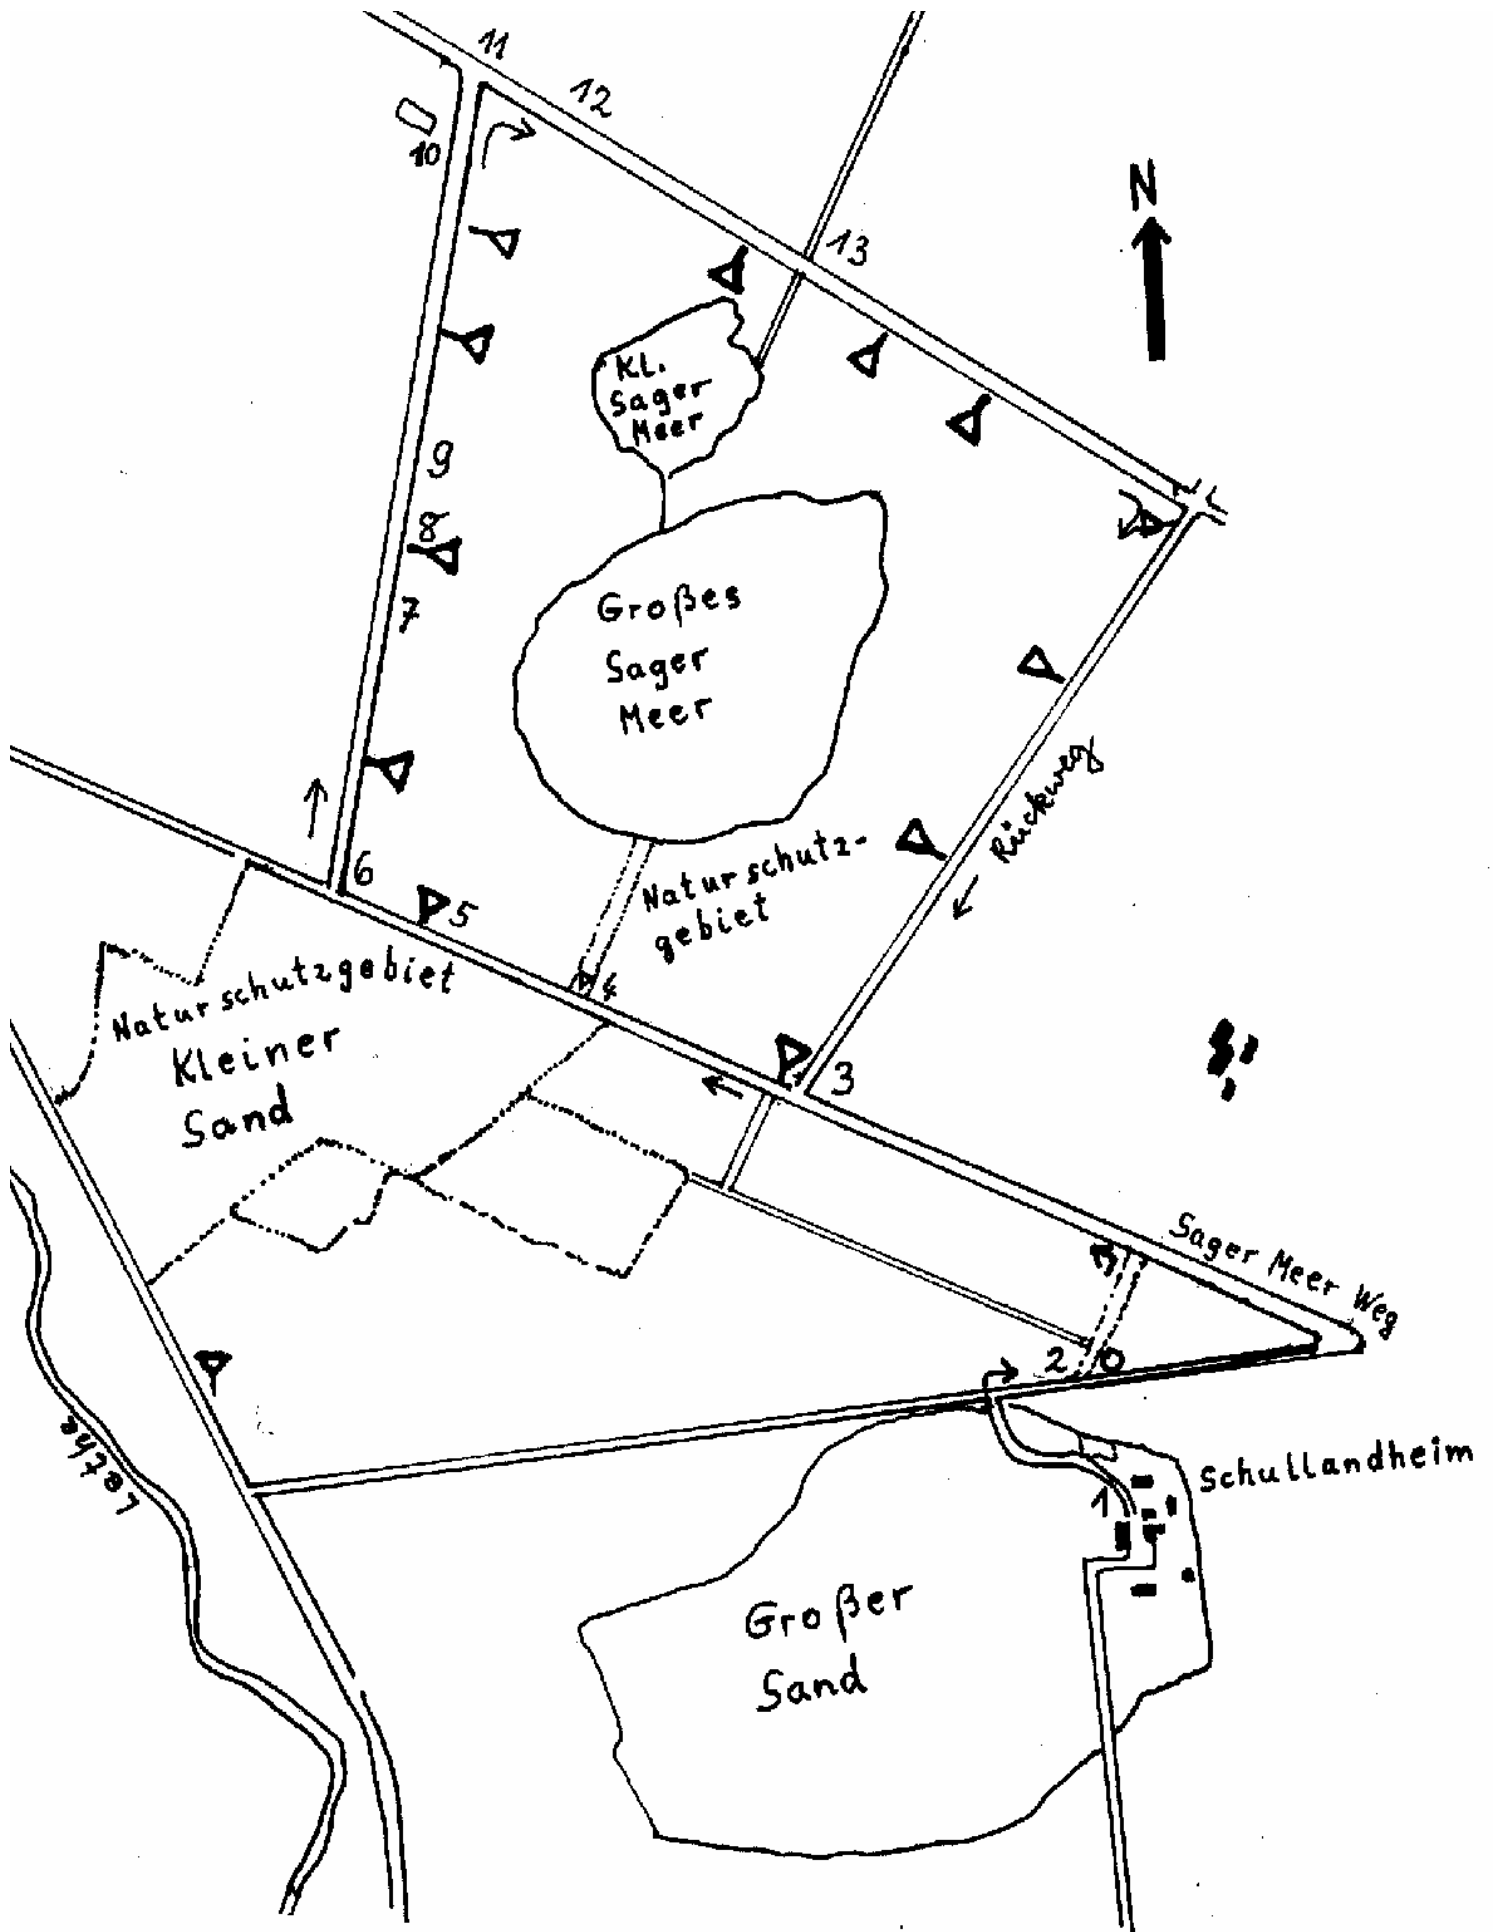 11
12
10
N
13
Kl.
Sager
Meer
9
8
7
Großes
Sager
Meer
Rückweg
6
5
Naturschutz-
gebiet
4
Naturschutzgebiet
Kleiner
Sand
3
Sager Meer Weg
2
0
Lethe
1
Schullandheim
Großer
Sand